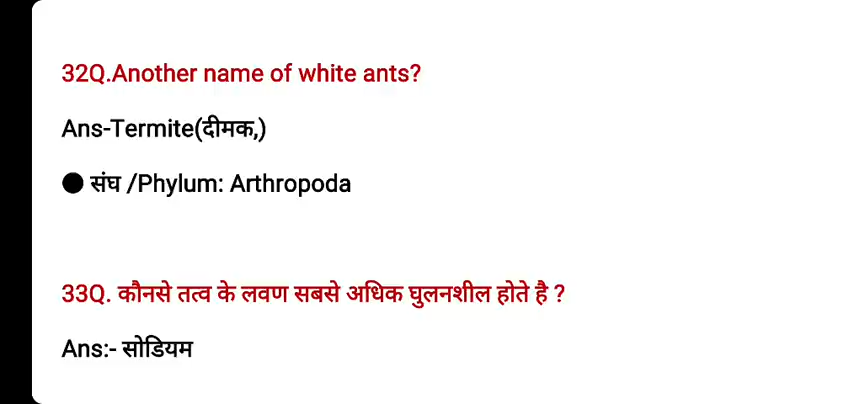 32Q.Another name of white ants?
Ans-Termite(दीमक,)
● संघ /Phylum: Arthropoda
33Q. कौनसे तत्व के लवण सबसे अधिक घुलनशील होते है ?
Ans:- सोडियम